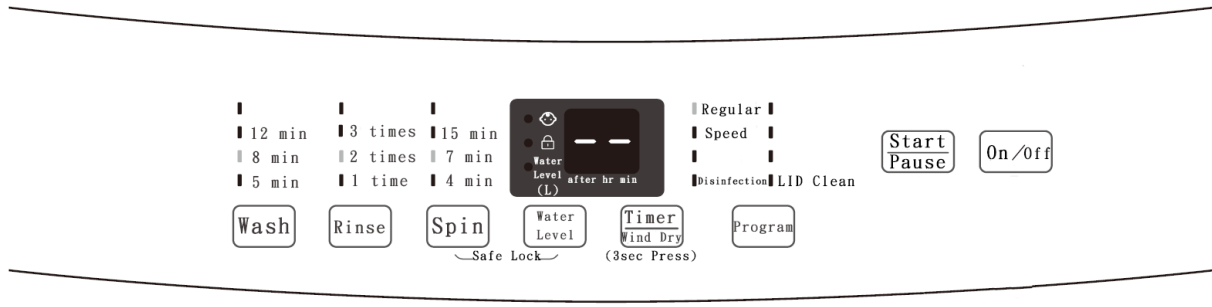 Regular
12 min 3 times 15 min Speed
8 min 2 times 7 min
5 min 1 time 4 min
Water
Level
(L)
after hr min
Disinfection LID Clean
Start
Pause
On/Off
Wash
Rinse
Spin
Water
Level
Timer
Wind Dry
Program
Safe Lock
(3sec Press)